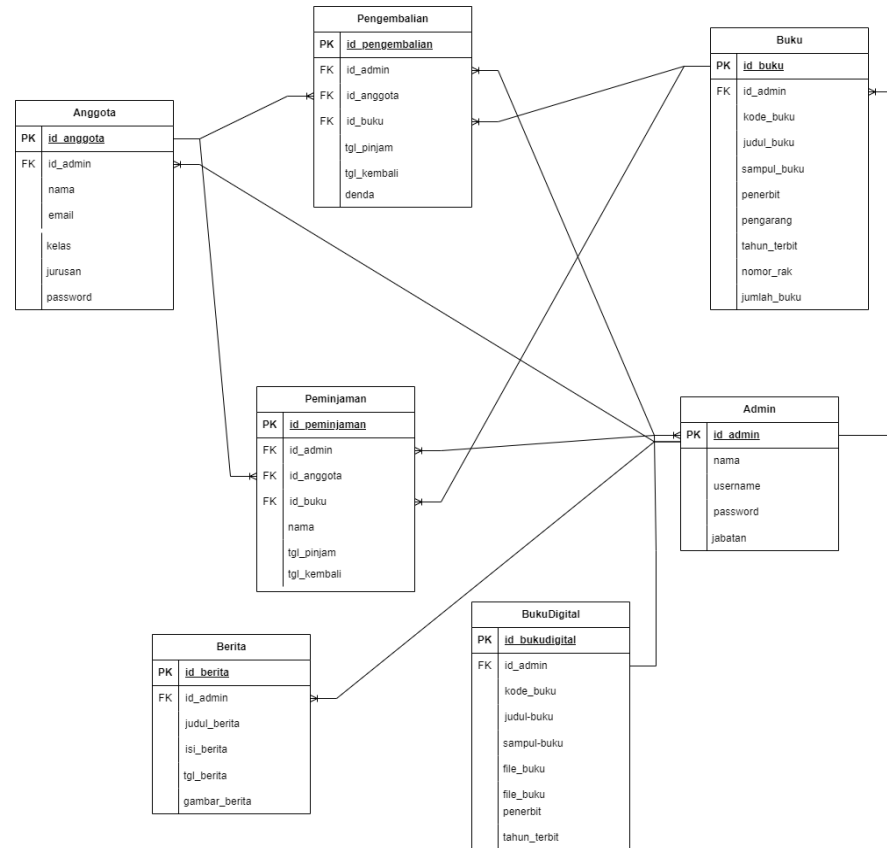 Pengembalian
PK id_pengembalian
FK id_admin
FK id_anggota
FK id_buku
tgl_pinjam
tgl_kembali
denda
Buku
PK id_buku
FK id_admin
kode_buku
judul_buku
sampul_buku
penerbit
pengarang
tahun_terbit
nomor_rak
jumlah_buku
Anggota
PK id_anggota
FK id_admin
nama
email
kelas
jurusan
password
Peminjaman
PK id_peminjaman
FK id_admin
FK id_anggota
FK id_buku
nama
tgl_pinjam
tgl_kembali
Admin
PK id_admin
nama
username
password
jabatan
Berita
PK id_berita
FK id_admin
judul_berita
isi_berita
tgl_berita
gambar_berita
BukuDigital
PK id_bukudigital
FK id_admin
kode_buku
judul-buku
sampul-buku
file_buku
file_buku
penerbit
tahun_terbit